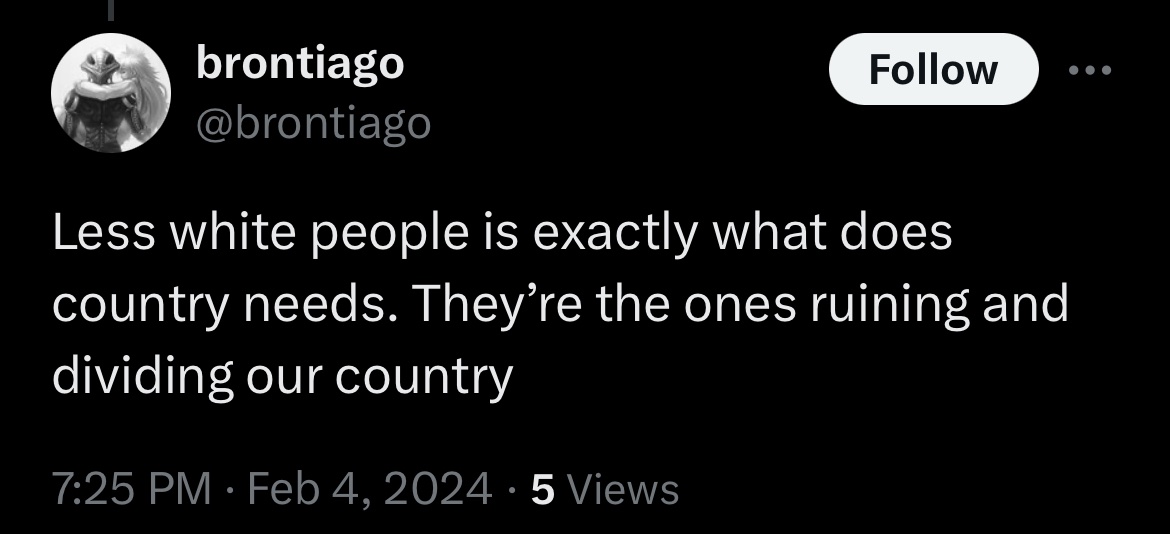 brontiago
Follow
@brontiago
Less white people is exactly what does
country needs. They’re the ones ruining and
dividing our country
7:25 PM · Feb 4, 2024 · 5 Views